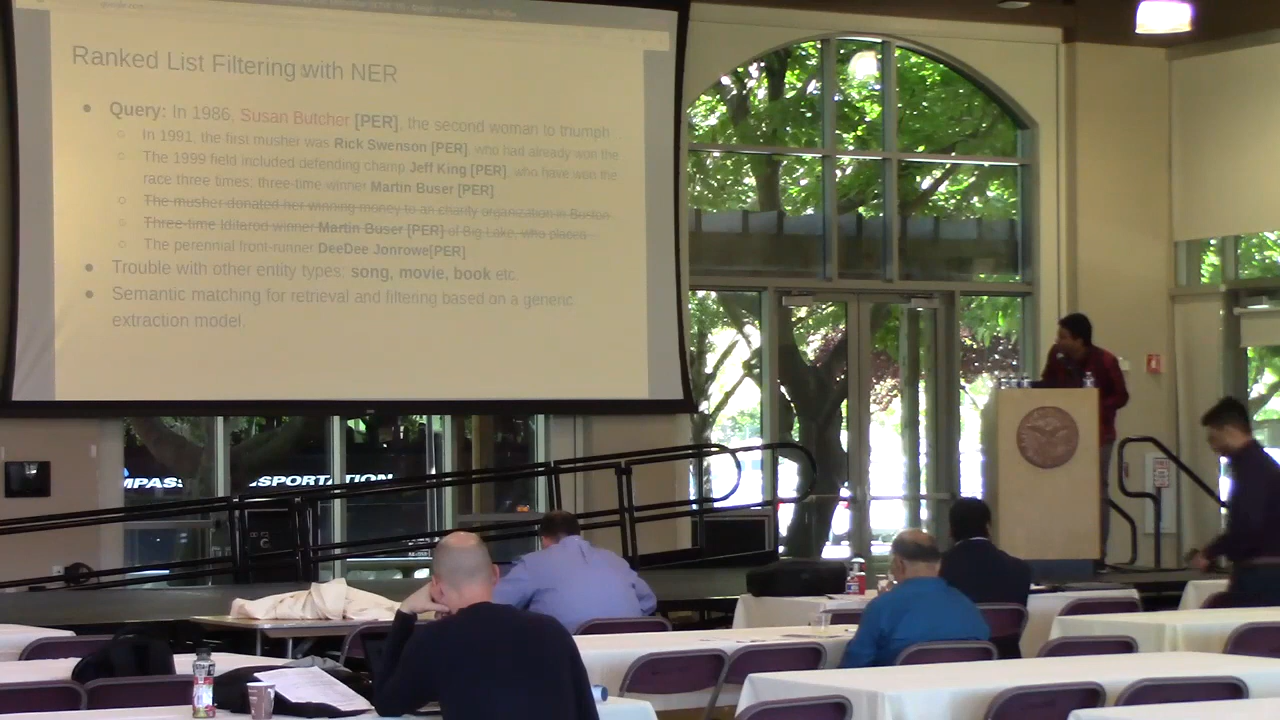 Ranked List Filtering with NER
Query: In 1986, Susan Butcher [PER], the second woman to triumph ...
In 1991, the first musher was Rick Swenson [PER], who had already won the
The 1999 field included defending champ Jeff King [PER], who have won the
race three times; three-time winner Martin Buser [PER]
The musher donated her winning money to an charity organization in Boston
Three-time Iditarod winner Martin Buser [PER] of Big Lake, who placed ...
The perennial front-runner DeeDee Jonrowe[PER]
Trouble with other entity types: song, movie, book etc.
Semantic matching for retrieval and filtering based on a generic
extraction model.
MPASS SPORTATION